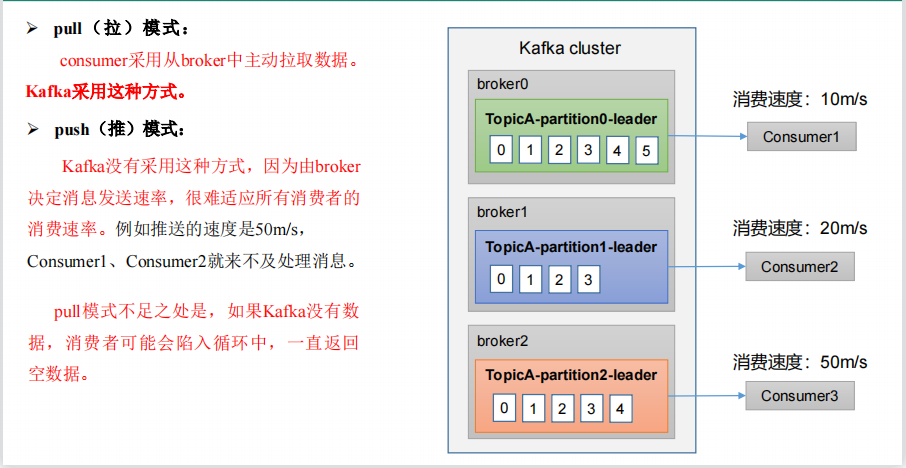 ➢ pull（拉）模式：
consumer采用从broker中主动拉取数据。
Kafka采用这种方式。
➢ push（推）模式：
Kafka没有采用这种方式，因为由broker
决定消息发送速率，很难适应所有消费者的
消费速率。例如推送的速度是50m/s，
Consumer1、Consumer2就来不及处理消息。
pull模式不足之处是，如果Kafka没有数
据，消费者可能会陷入循环中，一直返回
空数据。
Kafka cluster
broker0
TopicA-partition0-leader
0 1 2 3 4 5
消费速度：10m/s
Consumer1
broker1
TopicA-partition1-leader
0 1 2 3
消费速度：20m/s
Consumer2
broker2
TopicA-partition2-leader
0 1 2 3 4
消费速度：50m/s
Consumer3